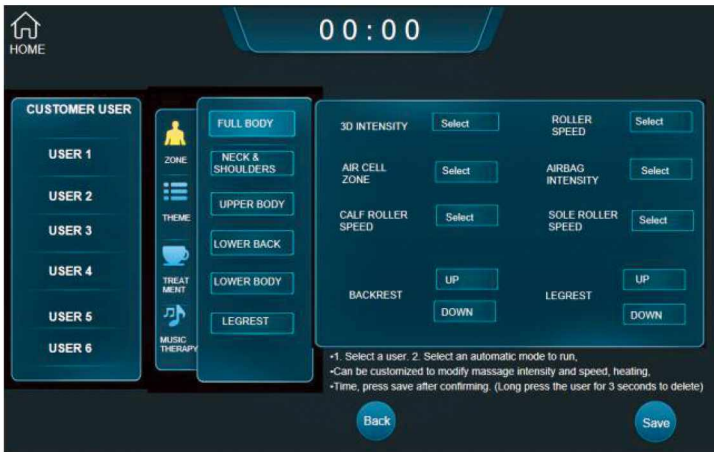 00:00
HOME
CUSTOMER USER
USER 1
USER 2
USER 3
USER 4
USER 5
USER 6
ZONE
THEME
TREAT
MENT
MUSIC
THERAPY
FULL BODY
NECK &
SHOULDERS
UPPER BODY
LOWER BACK
LOWER BODY
LEGREST
3D INTENSITY Select
ROLLER
SPEED Select
AIR CELL
ZONE Select
AIRBAG
INTENSITY Select
CALF ROLLER
SPEED Select
SOLE ROLLER
SPEED Select
BACKREST
UP
DOWN
LEGREST
UP
DOWN
•1. Select a user. 2. Select an automatic mode to run,
•Can be customized to modify massage intensity and speed, heating,
•Time, press save after confirming. (Long press the user for 3 seconds to delete)
Back
Save